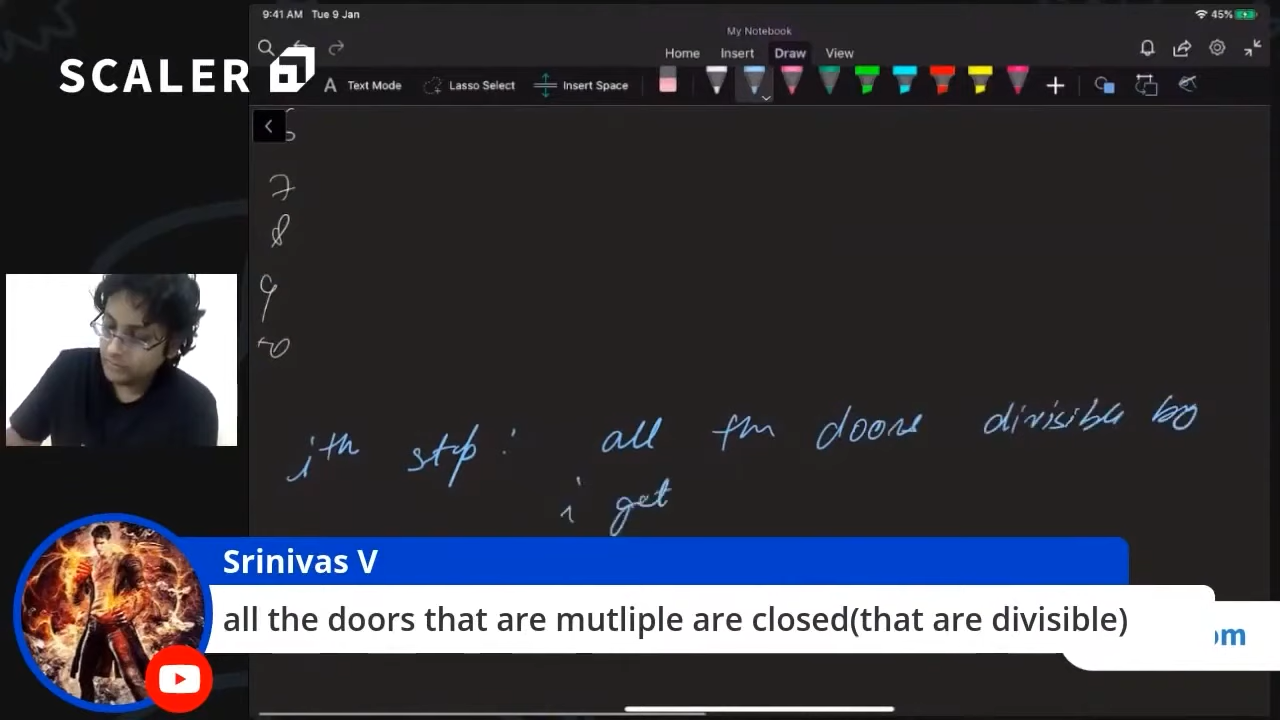 9:41 AM Tue 9 Jan
45%
My Notebook
SCALER
Home Insert Draw View
A Text Mode Lasso Select Insert Space
7
8
9
10
ith step: all the doors divisible by
i get
Srinivas V
all the doors that are mutliple are closed(that are divisible)
om